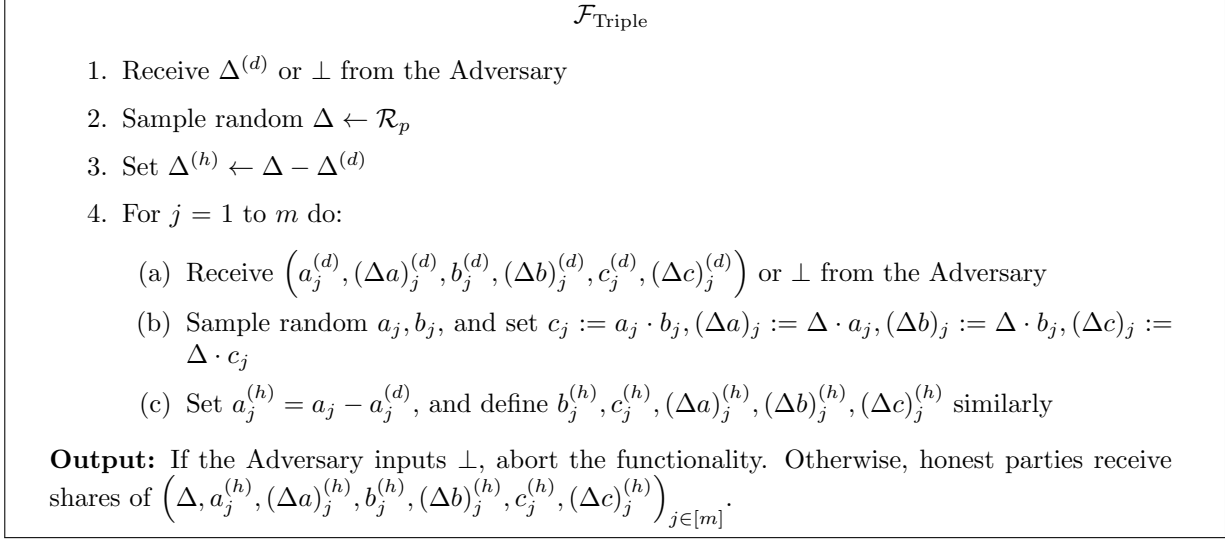 𝓕_Triple
1. Receive Δ^(d) or ⊥ from the Adversary
2. Sample random Δ ← 𝓡_p
3. Set Δ^(h) ← Δ − Δ^(d)
4. For j = 1 to m do:
(a) Receive (a_j^(d), (Δa)_j^(d), b_j^(d), (Δb)_j^(d), c_j^(d), (Δc)_j^(d)) or ⊥ from the Adversary
(b) Sample random a_j, b_j, and set c_j := a_j · b_j, (Δa)_j := Δ · a_j, (Δb)_j := Δ · b_j, (Δc)_j :=
Δ · c_j
(c) Set a_j^(h) = a_j − a_j^(d), and define b_j^(h), c_j^(h), (Δa)_j^(h), (Δb)_j^(h), (Δc)_j^(h) similarly
Output: If the Adversary inputs ⊥, abort the functionality. Otherwise, honest parties receive
shares of (Δ, a_j^(h), (Δa)_j^(h), b_j^(h), (Δb)_j^(h), c_j^(h), (Δc)_j^(h))_{j∈[m]}.